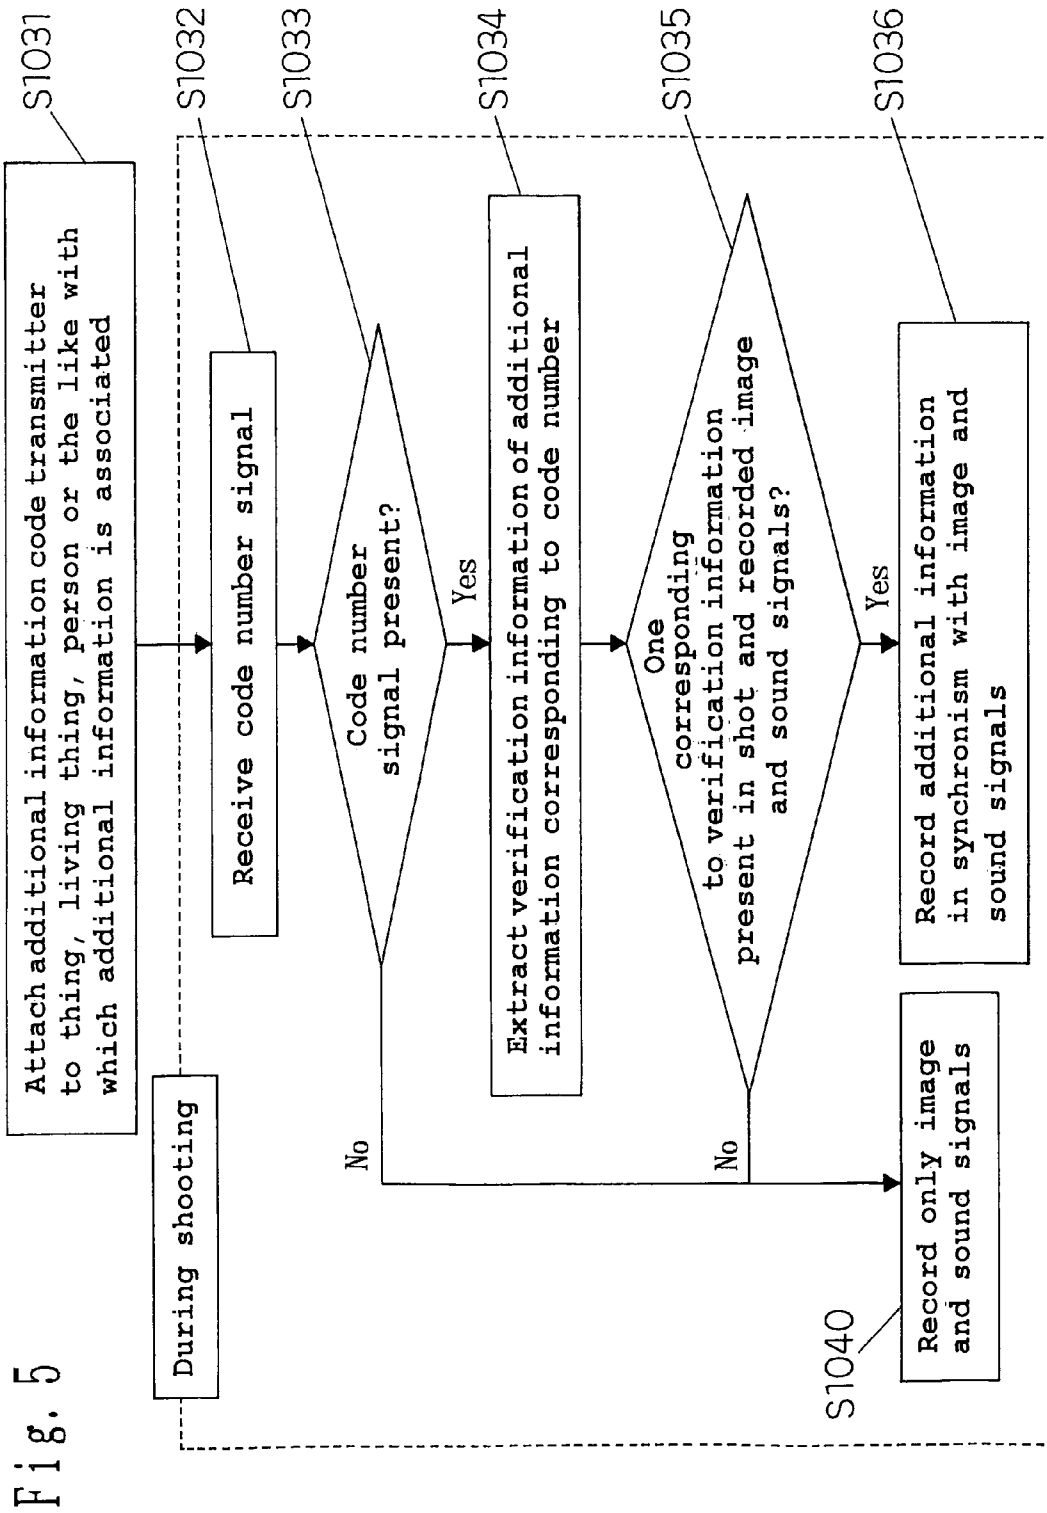 Fig. 5
Attach additional information code transmitter
to thing, living thing, person or the like with
which additional information is associated
S1031
During shooting
Receive code number signal
S1032
Code number
signal present?
S1033
No
Yes
Extract verification information of additional
information corresponding to code number
S1034
One
corresponding
to verification information
present in shot and recorded image
and sound signals?
S1035
No
Yes
S1040
Record only image
and sound signals
Record additional information
in synchronism with image and
sound signals
S1036